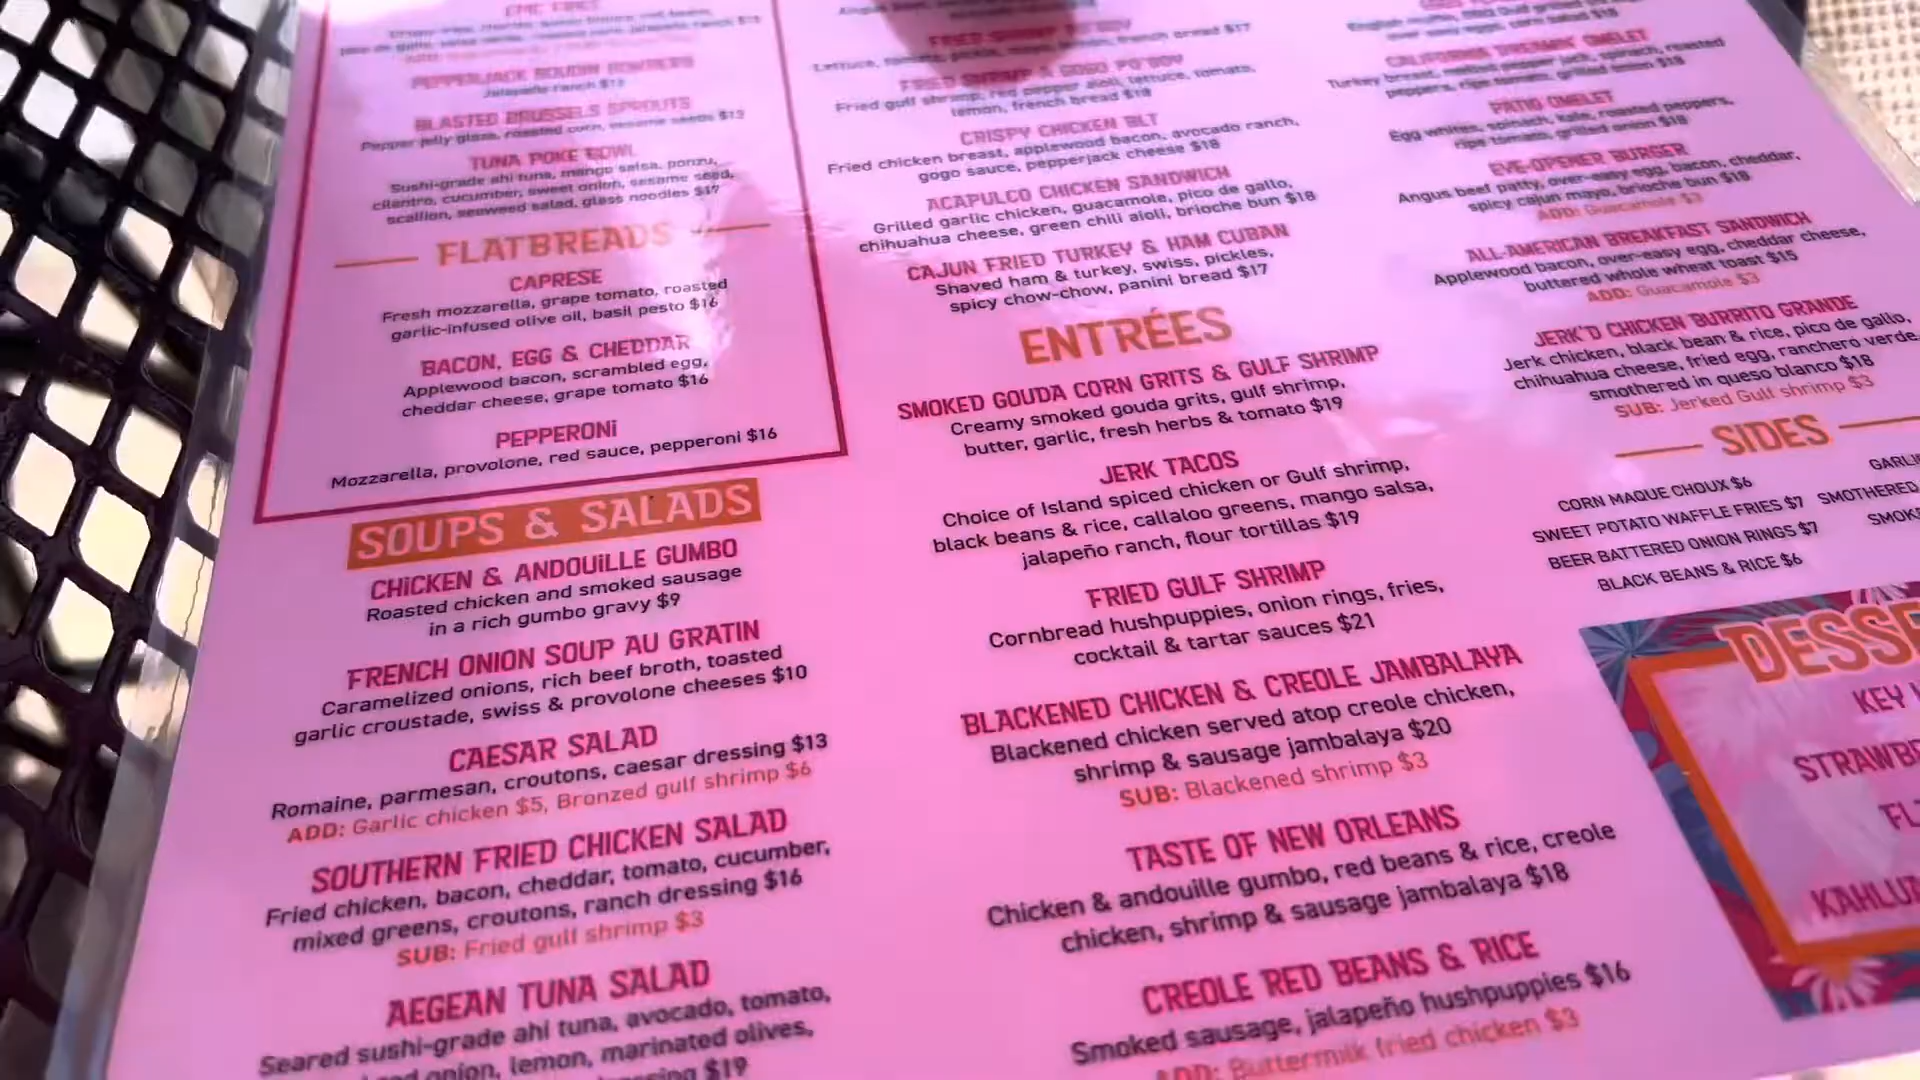 PEPPERJACK BOUDIN BOMBERS
Jalapeño ranch $13
BLASTED BRUSSELS SPROUTS
Pepper jelly glaze, roasted corn, sesame seeds $13
TUNA POKE BOWL
Sushi-grade ahi tuna, mango salsa, ponzu,
cilantro, cucumber, sweet onion, sesame seed,
scallion, seaweed salad, glass noodles $17
FLATBREADS
CAPRESE
Fresh mozzarella, grape tomato, roasted
garlic-infused olive oil, basil pesto $16
BACON, EGG & CHEDDAR
Applewood bacon, scrambled egg,
cheddar cheese, grape tomato $16
PEPPERONi
Mozzarella, provolone, red sauce, pepperoni $16
SOUPS & SALADS
CHiCKEN & ANDOUiLLE GUMBO
Roasted chicken and smoked sausage
in a rich gumbo gravy $9
FRENCH ONION SOUP AU GRATIN
Caramelized onions, rich beef broth, toasted
garlic croustade, swiss & provolone cheeses $10
CAESAR SALAD
Romaine, parmesan, croutons, caesar dressing $13
ADD: Garlic chicken $5, Bronzed gulf shrimp $6
SOUTHERN FRIED CHICKEN SALAD
Fried chicken, bacon, cheddar, tomato, cucumber,
mixed greens, croutons, ranch dressing $16
SUB: Fried gulf shrimp $3
AEGEAN TUNA SALAD
Seared sushi-grade ahi tuna, avocado, tomato,
onion, lemon, marinated olives,
$19
Lettuce, french bread $17
FRIED SHRIMP & GOGO PO'BOY
Fried gulf shrimp, red pepper aioli, lettuce, tomato,
lemon, french bread $18
CRISPY CHICKEN BLT
Fried chicken breast, applewood bacon, avocado ranch,
gogo sauce, pepperjack cheese $18
ACAPULCO CHICKEN SANDWICH
Grilled garlic chicken, guacamole, pico de gallo,
chihuahua cheese, green chili aioli, brioche bun $18
CAJUN FRIED TURKEY & HAM CUBAN
Shaved ham & turkey, swiss, pickles,
spicy chow-chow, panini bread $17
ENTRÉES
SMOKED GOUDA CORN GRITS & GULF SHRIMP
Creamy smoked gouda grits, gulf shrimp,
butter, garlic, fresh herbs & tomato $19
JERK TACOS
Choice of Island spiced chicken or Gulf shrimp,
black beans & rice, callaloo greens, mango salsa,
jalapeño ranch, flour tortillas $19
FRIED GULF SHRIMP
Cornbread hushpuppies, onion rings, fries,
cocktail & tartar sauces $21
BLACKENED CHICKEN & CREOLE JAMBALAYA
Blackened chicken served atop creole chicken,
shrimp & sausage jambalaya $20
SUB: Blackened shrimp $3
TASTE OF NEW ORLEANS
Chicken & andouille gumbo, red beans & rice, creole
chicken, shrimp & sausage jambalaya $18
CREOLE RED BEANS & RICE
Smoked sausage, jalapeño hushpuppies $16
ADD: Buttermilk fried chicken $3
CALIFORNIA DREAMIN' OMELET
Turkey breast, pepper jack, spinach, roasted
peppers, ripe tomato, grilled onion $18
PATIO OMELET
Egg whites, spinach, kale, roasted peppers,
ripe tomato, grilled onion $18
EYE-OPENER BURGER
Angus beef patty, over-easy egg, bacon, cheddar,
spicy cajun mayo, brioche bun $18
ADD: Guacamole $3
ALL-AMERICAN BREAKFAST SANDWICH
Applewood bacon, over-easy egg, cheddar cheese,
buttered whole wheat toast $15
ADD: Guacamole $3
JERK'D CHICKEN BURRITO GRANDE
Jerk chicken, black bean & rice, pico de gallo,
chihuahua cheese, fried egg, ranchero verde,
smothered in queso blanco $18
SUB: Jerked Gulf shrimp $3
SIDES
CORN MAQUE CHOUX $6
SWEET POTATO WAFFLE FRIES $7
BEER BATTERED ONION RINGS $7
BLACK BEANS & RICE $6
GARLI
SMOTHERED
SMOK
DESSE
KEY
STRAWB
KAHLUA